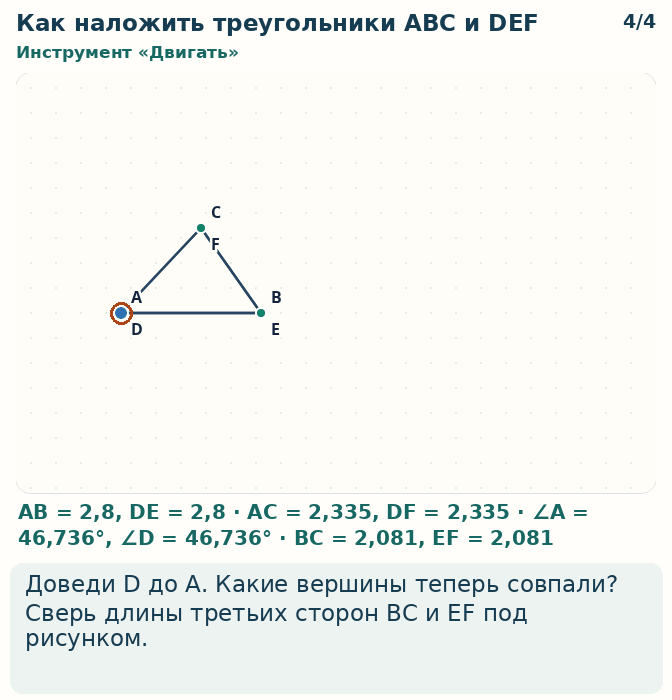 Как наложить треугольники ABC и DEF 4/4
Инструмент «Двигать»
C
F
A
B
D
E
AB = 2,8, DE = 2,8 · AC = 2,335, DF = 2,335 · ∠A =
46,736°, ∠D = 46,736° · BC = 2,081, EF = 2,081
Доведи D до A. Какие вершины теперь совпали?
Сверь длины третьих сторон BC и EF под
рисунком.